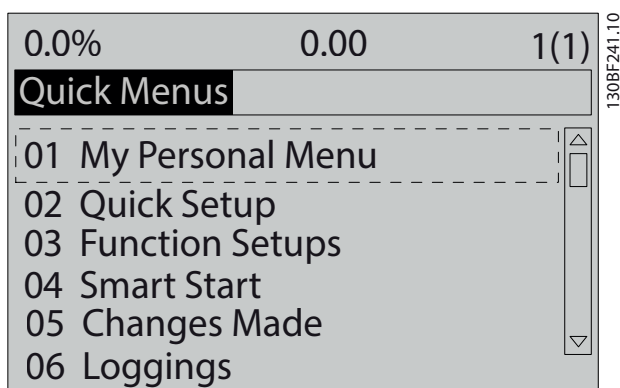 0.0% 0.00 1(1)
Quick Menus
01 My Personal Menu
02 Quick Setup
03 Function Setups
04 Smart Start
05 Changes Made
06 Loggings
130BF241.10